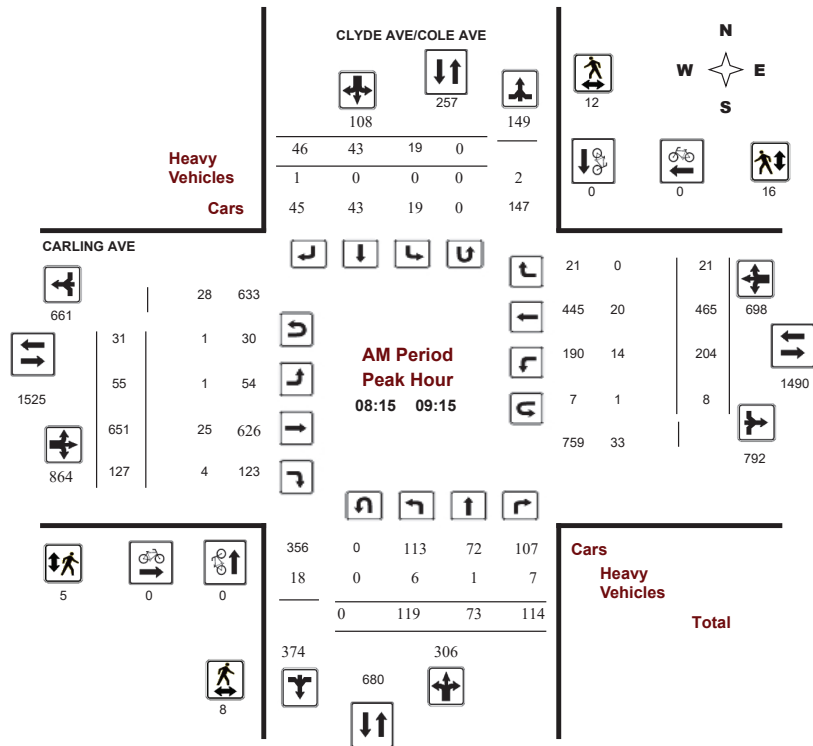 CLYDE AVE/COLE AVE
N
W E
S
257
12
108
149
46 43 19 0
Heavy
Vehicles
1 0 0 0 2
0 0 16
Cars
45 43 19 0 147
CARLING AVE
21 0 21
661
28 633
445 20 465 698
31 1 30
AM Period
Peak Hour
08:15 09:15
190 14 204
1525
55 1 54
1490
7 1 8
651 25 626
759 33
792
864
127 4 123
356 0 113 72 107
Cars
18 0 6 1 7
Heavy
Vehicles
5 0 0
0 119 73 114
Total
374 306
680
8